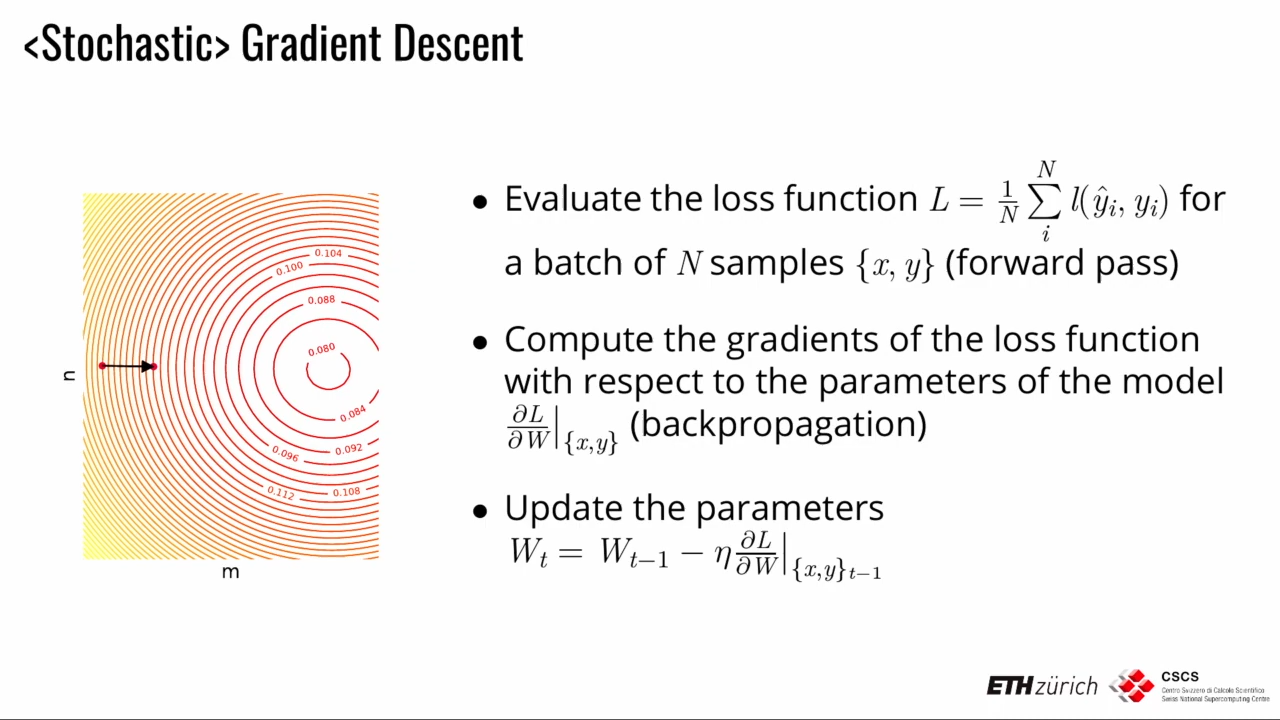 <Stochastic> Gradient Descent
0.104
0.100
0.088
0.080
0.084
0.092
0.096
0.108
0.112
n
m
• Evaluate the loss function L = 1/N ∑_i^N l(ŷ_i, y_i) for
a batch of N samples {x, y} (forward pass)
• Compute the gradients of the loss function
with respect to the parameters of the model
∂L/∂W|_{x,y} (backpropagation)
• Update the parameters
W_t = W_{t−1} − η ∂L/∂W|_{{x,y}_{t−1}}
ETH zürich
CSCS
Centro Svizzero di Calcolo Scientifico
Swiss National Supercomputing Centre